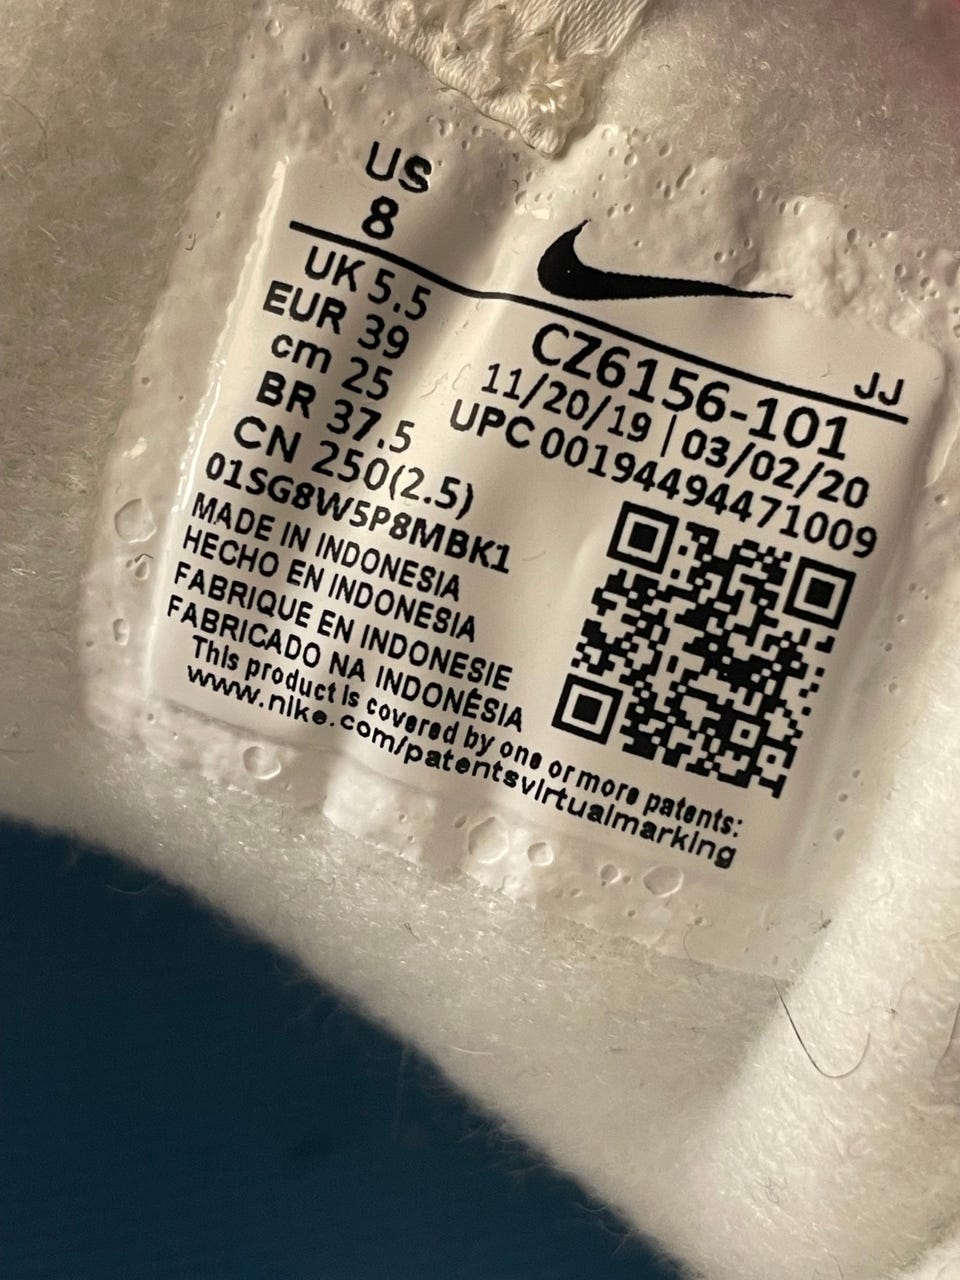 US
8
UK 5.5
EUR 39
cm 25
BR 37.5
CN 250(2.5)
01SG8W5P8MBK1
MADE IN INDONESIA
HECHO EN INDONESIA
FABRIQUE EN INDONESIE
FABRICADO NA INDONÉSIA
This product is covered by one or more patents:
www.nike.com/patentsvirtualmarking
JJ
CZ6156-101
11/20/19 | 03/02/20
UPC 00194494471009